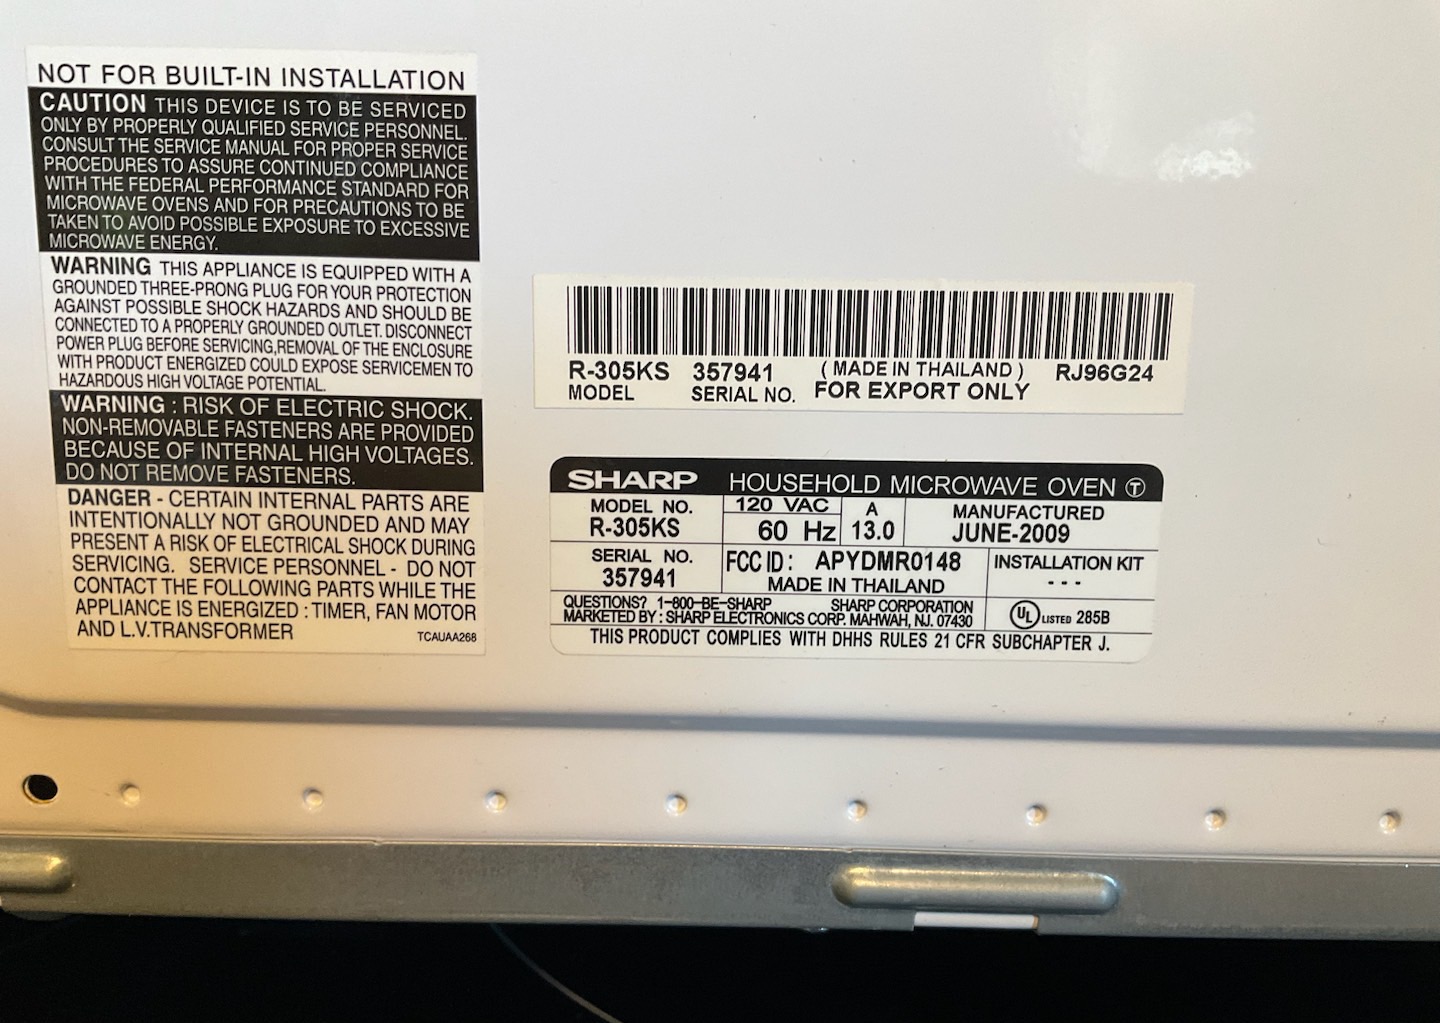 NOT FOR BUILT-IN INSTALLATION
CAUTION THIS DEVICE IS TO BE SERVICED
ONLY BY PROPERLY QUALIFIED SERVICE PERSONNEL.
CONSULT THE SERVICE MANUAL FOR PROPER SERVICE
PROCEDURES TO ASSURE CONTINUED COMPLIANCE
WITH THE FEDERAL PERFORMANCE STANDARD FOR
MICROWAVE OVENS AND FOR PRECAUTIONS TO BE
TAKEN TO AVOID POSSIBLE EXPOSURE TO EXCESSIVE
MICROWAVE ENERGY.
WARNING THIS APPLIANCE IS EQUIPPED WITH A
GROUNDED THREE-PRONG PLUG FOR YOUR PROTECTION
AGAINST POSSIBLE SHOCK HAZARDS AND SHOULD BE
CONNECTED TO A PROPERLY GROUNDED OUTLET. DISCONNECT
POWER PLUG BEFORE SERVICING,REMOVAL OF THE ENCLOSURE
WITH PRODUCT ENERGIZED COULD EXPOSE SERVICEMEN TO
HAZARDOUS HIGH VOLTAGE POTENTIAL.
WARNING : RISK OF ELECTRIC SHOCK.
NON-REMOVABLE FASTENERS ARE PROVIDED
BECAUSE OF INTERNAL HIGH VOLTAGES.
DO NOT REMOVE FASTENERS.
DANGER - CERTAIN INTERNAL PARTS ARE
INTENTIONALLY NOT GROUNDED AND MAY
PRESENT A RISK OF ELECTRICAL SHOCK DURING
SERVICING. SERVICE PERSONNEL - DO NOT
CONTACT THE FOLLOWING PARTS WHILE THE
APPLIANCE IS ENERGIZED : TIMER, FAN MOTOR
AND L.V.TRANSFORMER TCAUAA268
R-305KS 357941 ( MADE IN THAILAND ) RJ96G24
MODEL SERIAL NO. FOR EXPORT ONLY
SHARP HOUSEHOLD MICROWAVE OVEN Ⓣ
MODEL NO. 120 VAC A MANUFACTURED
R-305KS 60 Hz 13.0 JUNE-2009
SERIAL NO. FCC ID : APYDMR0148 INSTALLATION KIT
357941 MADE IN THAILAND - - -
QUESTIONS? 1-800-BE-SHARP SHARP CORPORATION
MARKETED BY : SHARP ELECTRONICS CORP. MAHWAH, NJ. 07430 UL LISTED 285B
THIS PRODUCT COMPLIES WITH DHHS RULES 21 CFR SUBCHAPTER J.